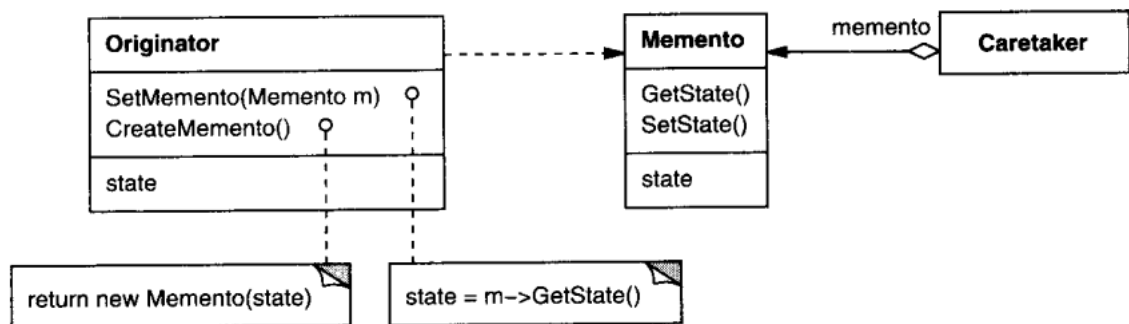 Originator
SetMemento(Memento m)
CreateMemento()
state
Memento
GetState()
SetState()
state
memento
Caretaker
return new Memento(state)
state = m->GetState()